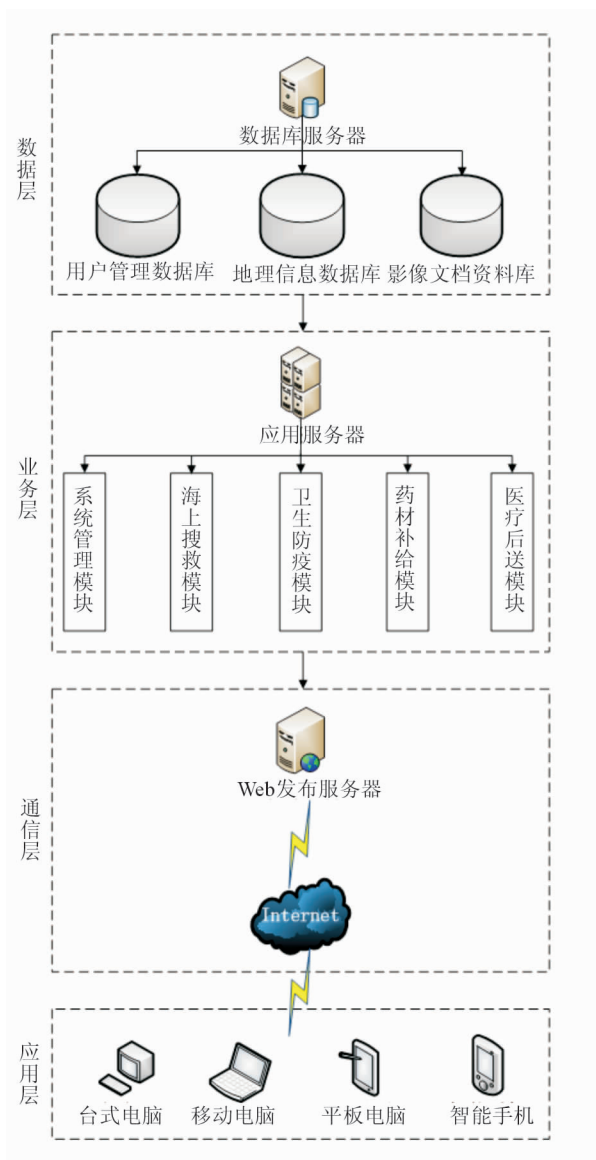 数据层
数据库服务器
用户管理数据库
地理信息数据库
影像文档资料库
业务层
应用服务器
系统管理模块
海上搜救模块
卫生防疫模块
药材补给模块
医疗后送模块
通信层
Web发布服务器
Internet
应用层
台式电脑
移动电脑
平板电脑
智能手机